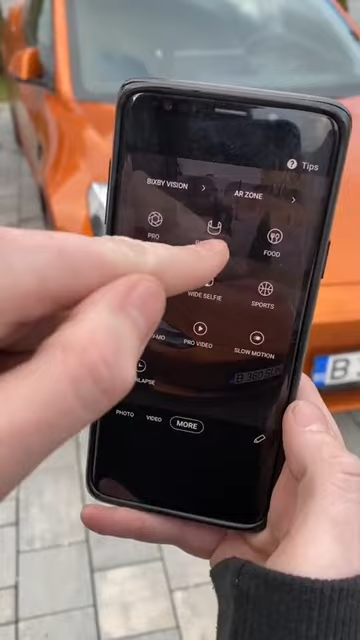 Tips
BIXBY VISION
AR ZONE
PRO
FOOD
WIDE SELFIE
SPORTS
PRO VIDEO
SLOW MOTION
PHOTO
VIDEO
MORE